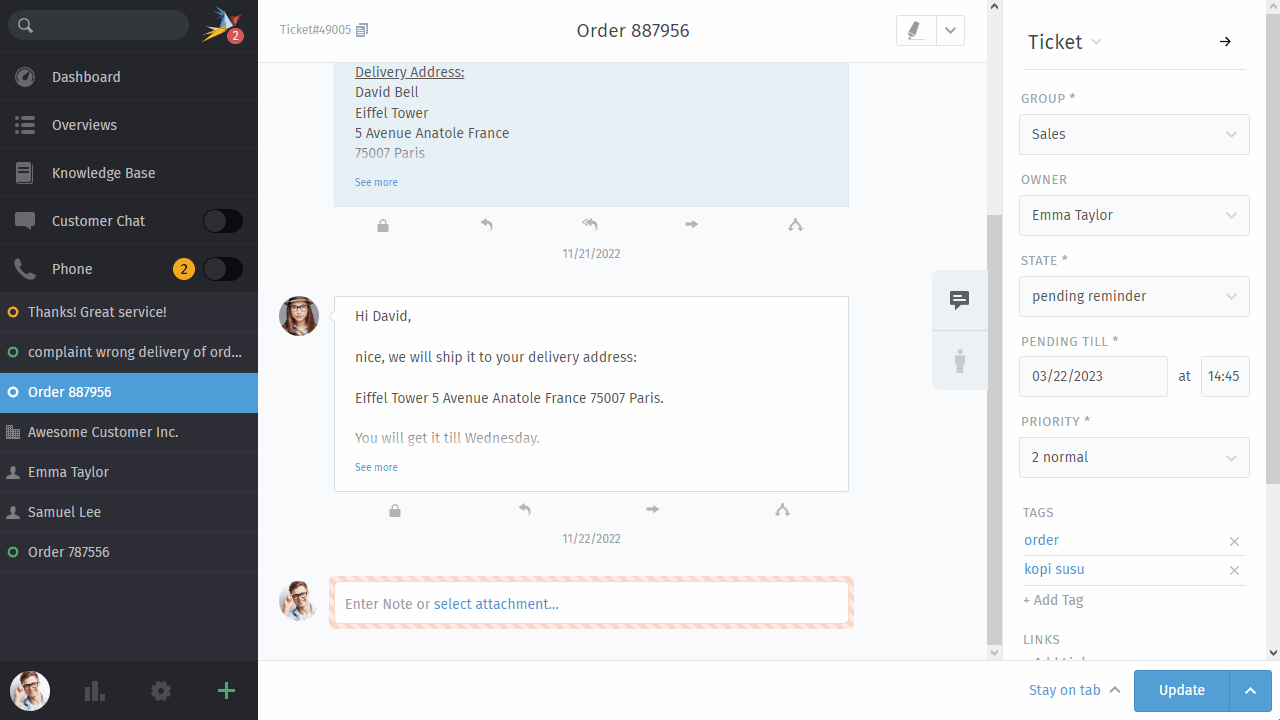 2
Dashboard
Overviews
Knowledge Base
Customer Chat
Phone 2
Thanks! Great service!
complaint wrong delivery of ord...
Order 887956
Awesome Customer Inc.
Emma Taylor
Samuel Lee
Order 787556
Ticket#49005
Order 887956
Delivery Address:
David Bell
Eiffel Tower
5 Avenue Anatole France
75007 Paris
See more
11/21/2022
Hi David,
nice, we will ship it to your delivery address:
Eiffel Tower 5 Avenue Anatole France 75007 Paris.
You will get it till Wednesday.
See more
11/22/2022
Enter Note or select attachment...
Ticket
GROUP *
Sales
OWNER
Emma Taylor
STATE *
pending reminder
PENDING TILL *
03/22/2023 at 14:45
PRIORITY *
2 normal
TAGS
order
kopi susu
+ Add Tag
LINKS
Stay on tab
Update